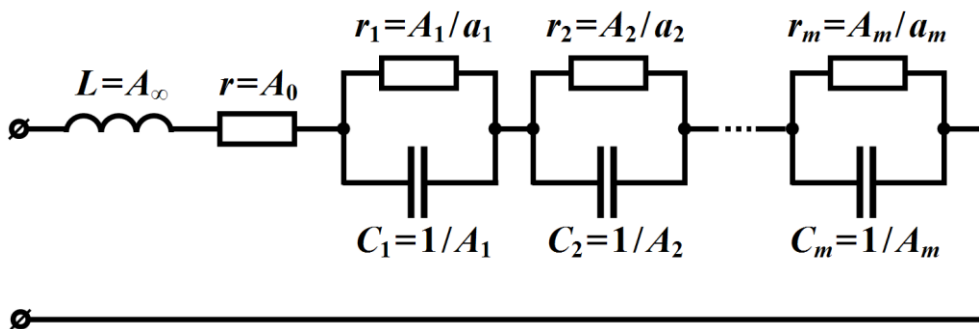 r₁=A₁/a₁ r₂=A₂/a₂ rₘ=Aₘ/aₘ
L=A∞ r=A₀
C₁=1/A₁ C₂=1/A₂ Cₘ=1/Aₘ